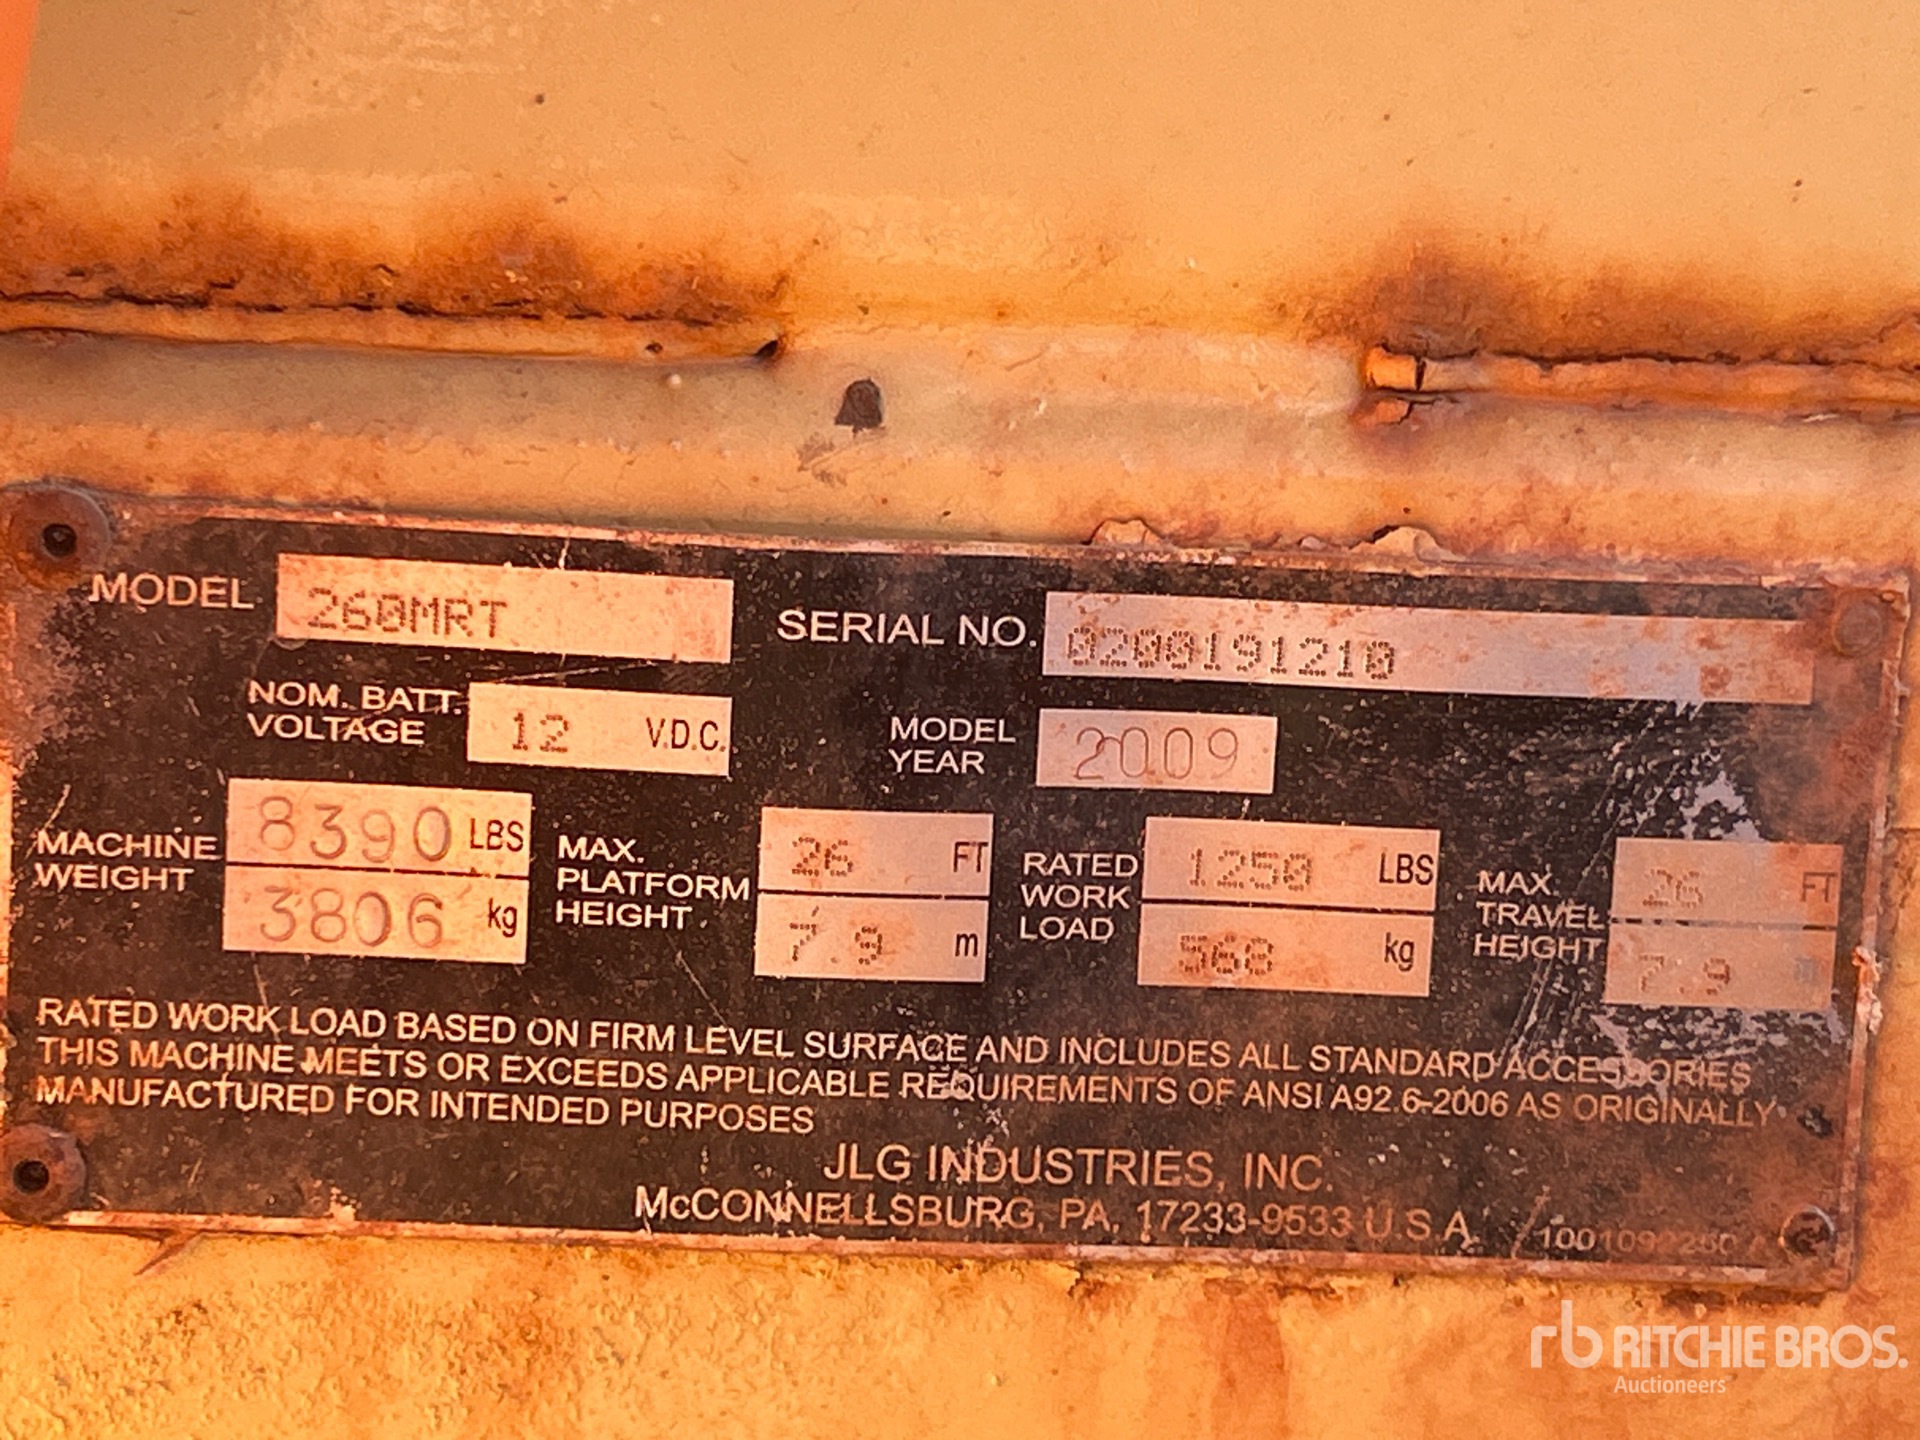 MODEL 260MRT SERIAL NO. 0200191210
NOM. BATT. VOLTAGE 12 V.D.C. MODEL YEAR 2009
MACHINE WEIGHT 8390 LBS 3806 kg MAX. PLATFORM HEIGHT 26 FT 7.9 m RATED WORK LOAD 1250 LBS 568 kg MAX. TRAVEL HEIGHT 26 FT 7.9 m
RATED WORK LOAD BASED ON FIRM LEVEL SURFACE AND INCLUDES ALL STANDARD ACCESSORIES
THIS MACHINE MEETS OR EXCEEDS APPLICABLE REQUIREMENTS OF ANSI A92.6-2006 AS ORIGINALLY
MANUFACTURED FOR INTENDED PURPOSES
JLG INDUSTRIES, INC.
McCONNELLSBURG, PA, 17233-9533 U.S.A.
rb RITCHIE BROS.
Auctioneers